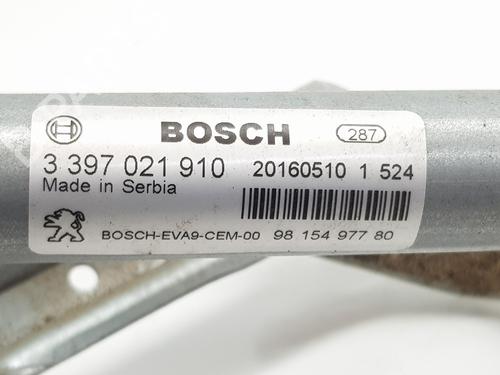 BOSCH 287
3 397 021 910 20160510 1 524
Made in Serbia
BOSCH-EVA9-CEM-00 98 154 977 80